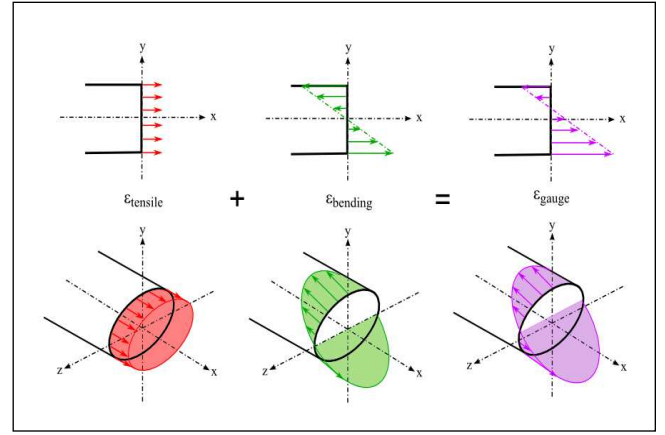 y y y
x x x
εtensile + εbending = εgauge
y y y
z x z x z x